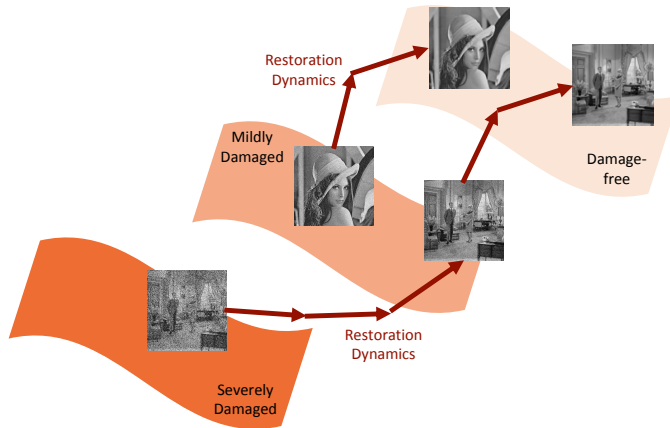 Restoration
Dynamics
Mildly
Damaged
Damage-
free
Restoration
Dynamics
Severely
Damaged